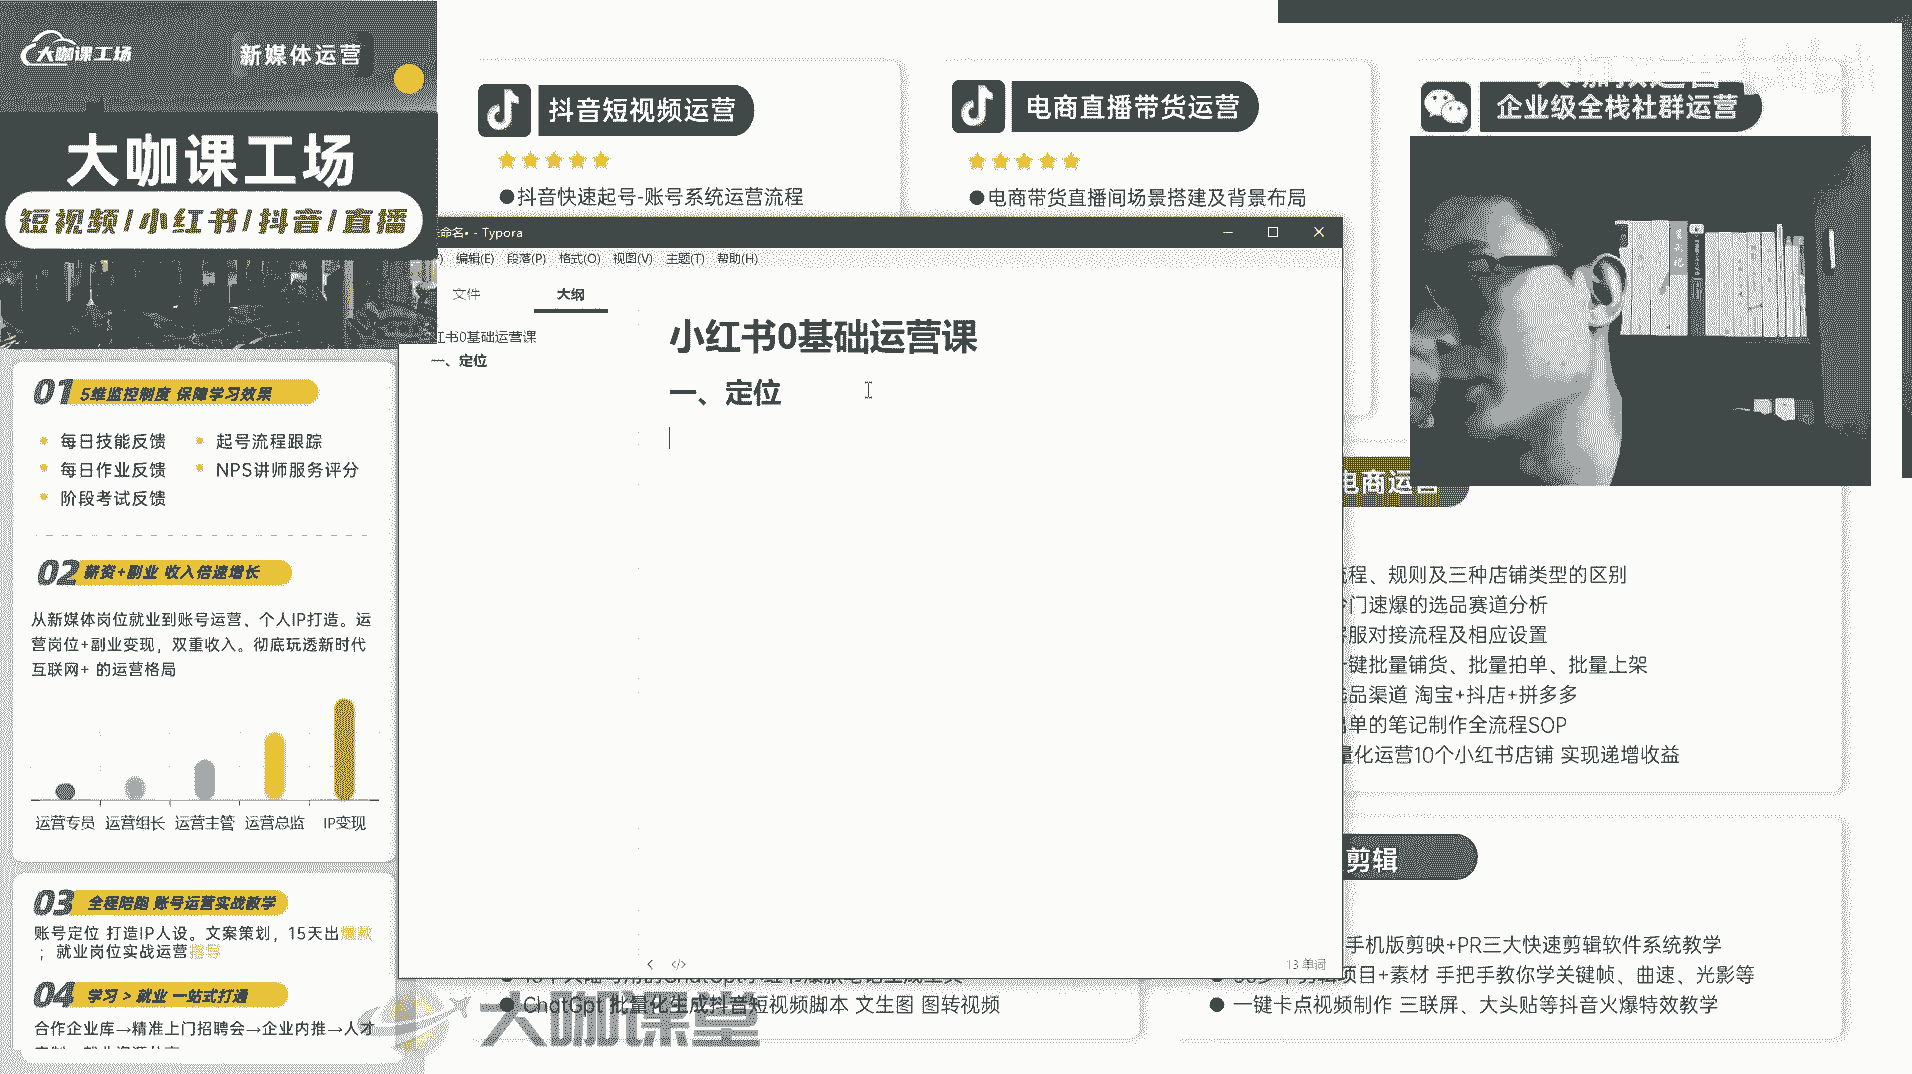 大咖课工场
新媒体运营
大咖课工场
短视频/小红书/抖音/直播
01 5维监控制度 保障学习效果
每日技能反馈
起号流程跟踪
每日作业反馈
NPS讲师服务评分
阶段考试反馈
02 薪资+副业 收入倍速增长
从新媒体岗位就业到账号运营、个人IP打造。运
营岗位+副业变现，双重收入。彻底玩透新时代
互联网+ 的运营格局
运营专员 运营组长 运营主管 运营总监 IP变现
03 全程陪跑 账号运营实战教学
账号定位 打造IP人设。文案策划，15天出爆款
；就业岗位实战运营指导
04 学习 > 就业 一站式打通
合作企业库→精准上门招聘会→企业内推→人才
抖音短视频运营
●抖音快速起号-账号系统运营流程
电商直播带货运营
●电商带货直播间场景搭建及背景布局
企业级全栈社群运营
命名• - Typora
编辑(E) 段落(P) 格式(O) 视图(V) 主题(T) 帮助(H)
文件
大纲
红书0基础运营课
一、定位
小红书0基础运营课
一、定位
13 单词
电商运营
流程、规则及三种店铺类型的区别
冷门速爆的选品赛道分析
客服对接流程及相应设置
一键批量铺货、批量拍单、批量上架
选品渠道 淘宝+抖店+拼多多
出单的笔记制作全流程SOP
量化运营10个小红书店铺 实现递增收益
剪辑
手机版剪映+PR三大快速剪辑软件系统教学
项目+素材 手把手教你学关键帧、曲速、光影等
● 一键卡点视频制作 三联屏、大头贴等抖音火爆特效教学
● ChatGpt 批量化生成抖音短视频脚本 文生图 图转视频
大咖课堂